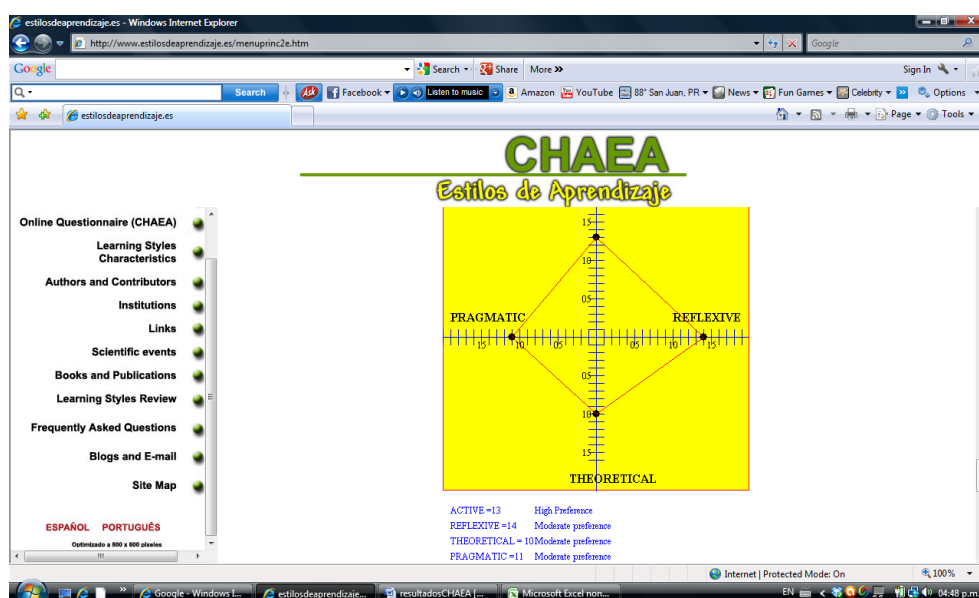 estilosdeaprendizaje.es - Windows Internet Explorer
http://www.estilosdeaprendizaje.es/menuprinc2e.htm
Google
Google
Search
Share
More >>
Sign In
Search
Ask
Facebook
Listen to music
Amazon
YouTube
88° San Juan, PR
News
Fun Games
Celebrity
Options
estilosdeaprendizaje.es
Page
Tools
CHAEA
Estilos de Aprendizaje
Online Questionnaire (CHAEA)
Learning Styles
Characteristics
Authors and Contributors
Institutions
Links
Scientific events
Books and Publications
Learning Styles Review
Frequently Asked Questions
Blogs and E-mail
Site Map
ESPAÑOL PORTUGUÊS
Optimizado a 800 x 600 pixeles
15
10
05
PRAGMATIC REFLEXIVE
15 10 05 05 10 15
05
10
15
THEORETICAL
ACTIVE =13 High Preference
REFLEXIVE =14 Moderate preference
THEORETICAL = 10 Moderate preference
PRAGMATIC =11 Moderate preference
Internet | Protected Mode: On
100%
Google - Windows I...
estilosdeaprendizaje...
resultadosCHAEA [...
Microsoft Excel non...
EN
04:48 p.m.